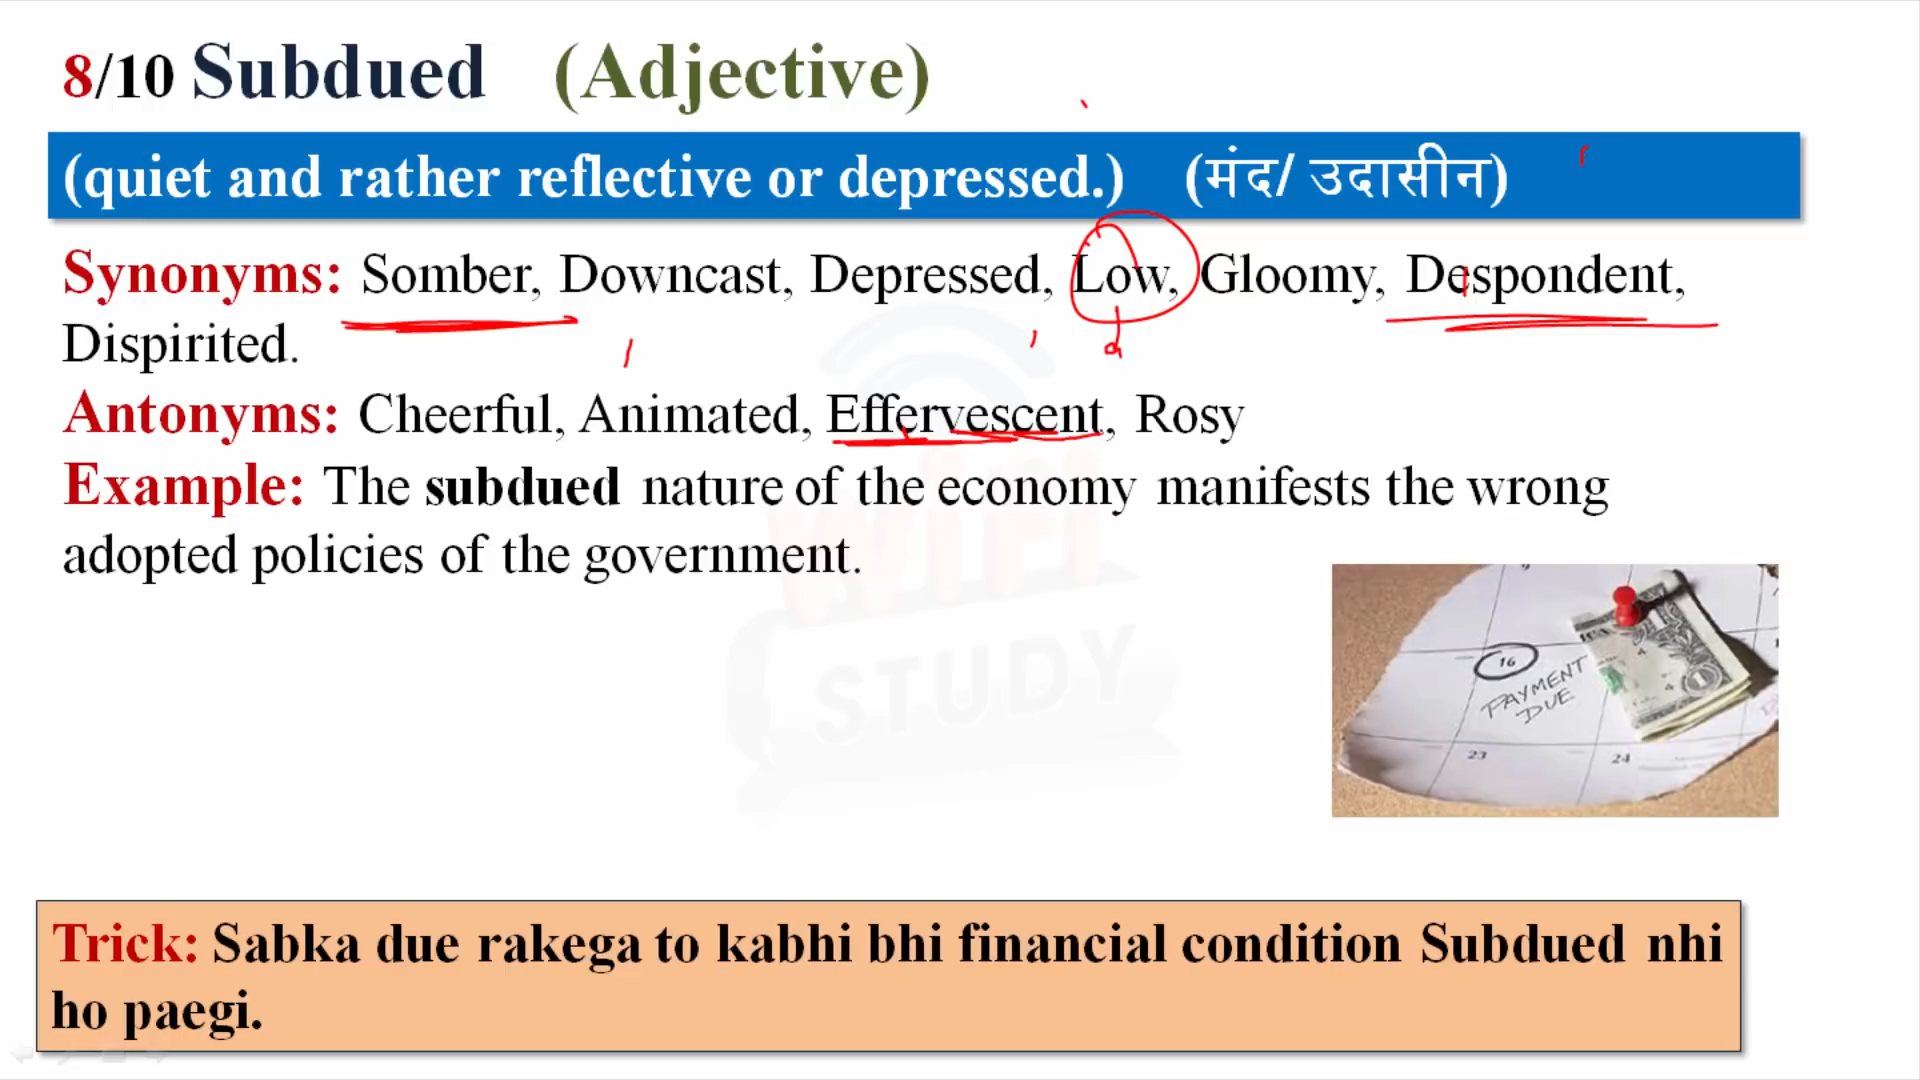 8/10 Subdued (Adjective)
(quiet and rather reflective or depressed.) (मंद/ उदासीन)
Synonyms: Somber, Downcast, Depressed, Low, Gloomy, Despondent,
Dispirited.
Antonyms: Cheerful, Animated, Effervescent, Rosy
Example: The subdued nature of the economy manifests the wrong
adopted policies of the government.
WiFi
STUDY
9
16
PAYMENT
DUE
23
24
Trick: Sabka due rakega to kabhi bhi financial condition Subdued nhi
ho paegi.